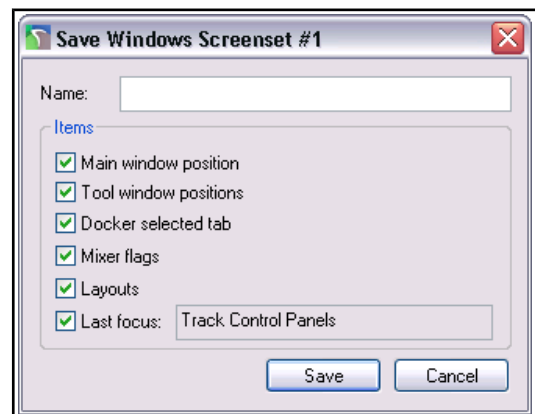 Save Windows Screenset #1
Name:
Items
Main window position
Tool window positions
Docker selected tab
Mixer flags
Layouts
Last focus: Track Control Panels
Save Cancel